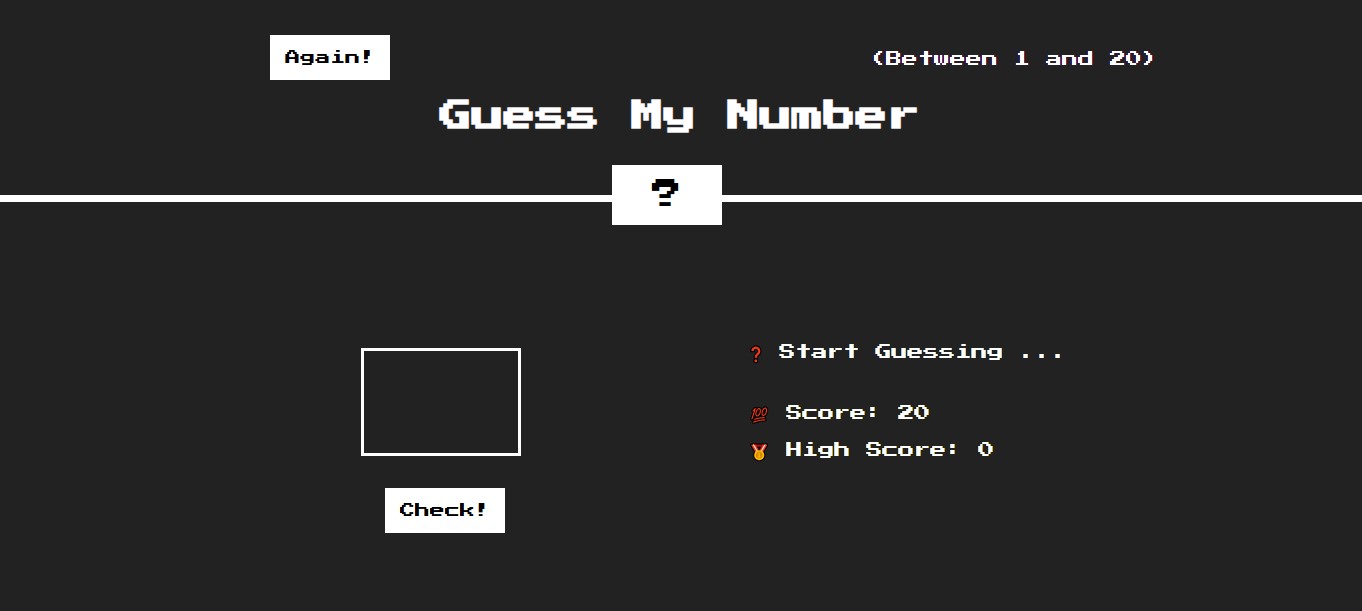 Again!
(Between 1 and 20)
Guess My Number
?
❓ Start Guessing ...
💯 Score: 20
🥇 High Score: 0
Check!